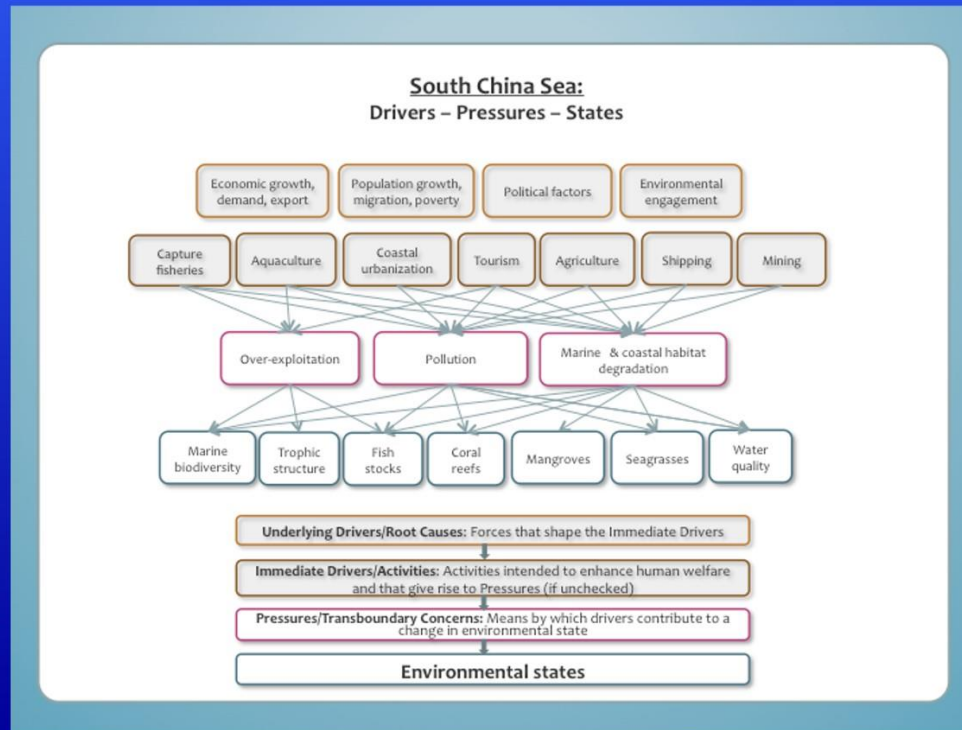 South China Sea:
Drivers – Pressures – States
Economic growth,
demand, export
Population growth,
migration, poverty
Political factors
Environmental
engagement
Capture
fisheries
Aquaculture
Coastal
urbanization
Tourism
Agriculture
Shipping
Mining
Over-exploitation
Pollution
Marine & coastal habitat
degradation
Marine
biodiversity
Trophic
structure
Fish
stocks
Coral
reefs
Mangroves
Seagrasses
Water
quality
Underlying Drivers/Root Causes: Forces that shape the Immediate Drivers
Immediate Drivers/Activities: Activities intended to enhance human welfare
and that give rise to Pressures (if unchecked)
Pressures/Transboundary Concerns: Means by which drivers contribute to a
change in environmental state
Environmental states